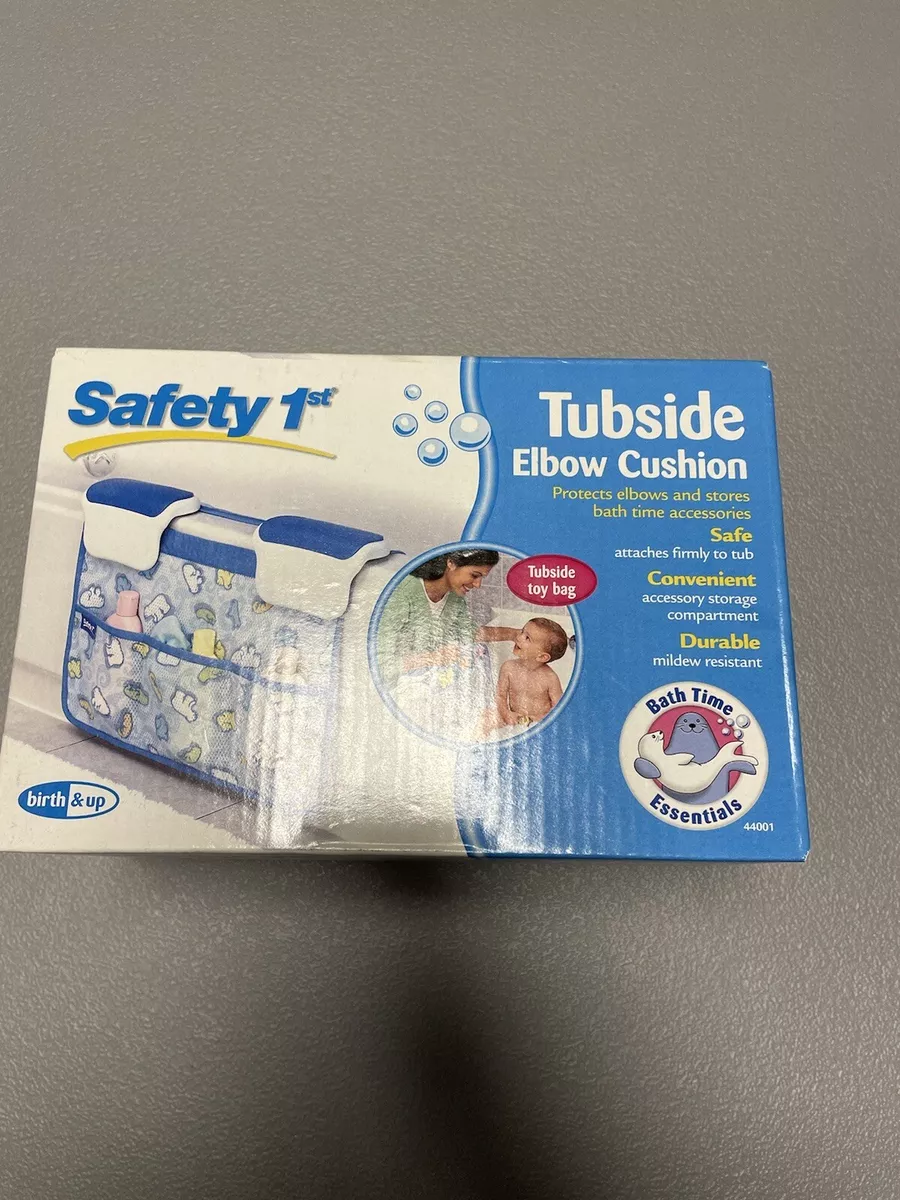 Safety 1st®
Tubside
Elbow Cushion
Protects elbows and stores
bath time accessories
Safe
attaches firmly to tub
Convenient
accessory storage
compartment
Durable
mildew resistant
Tubside
toy bag
birth & up
Bath Time
Essentials
44001